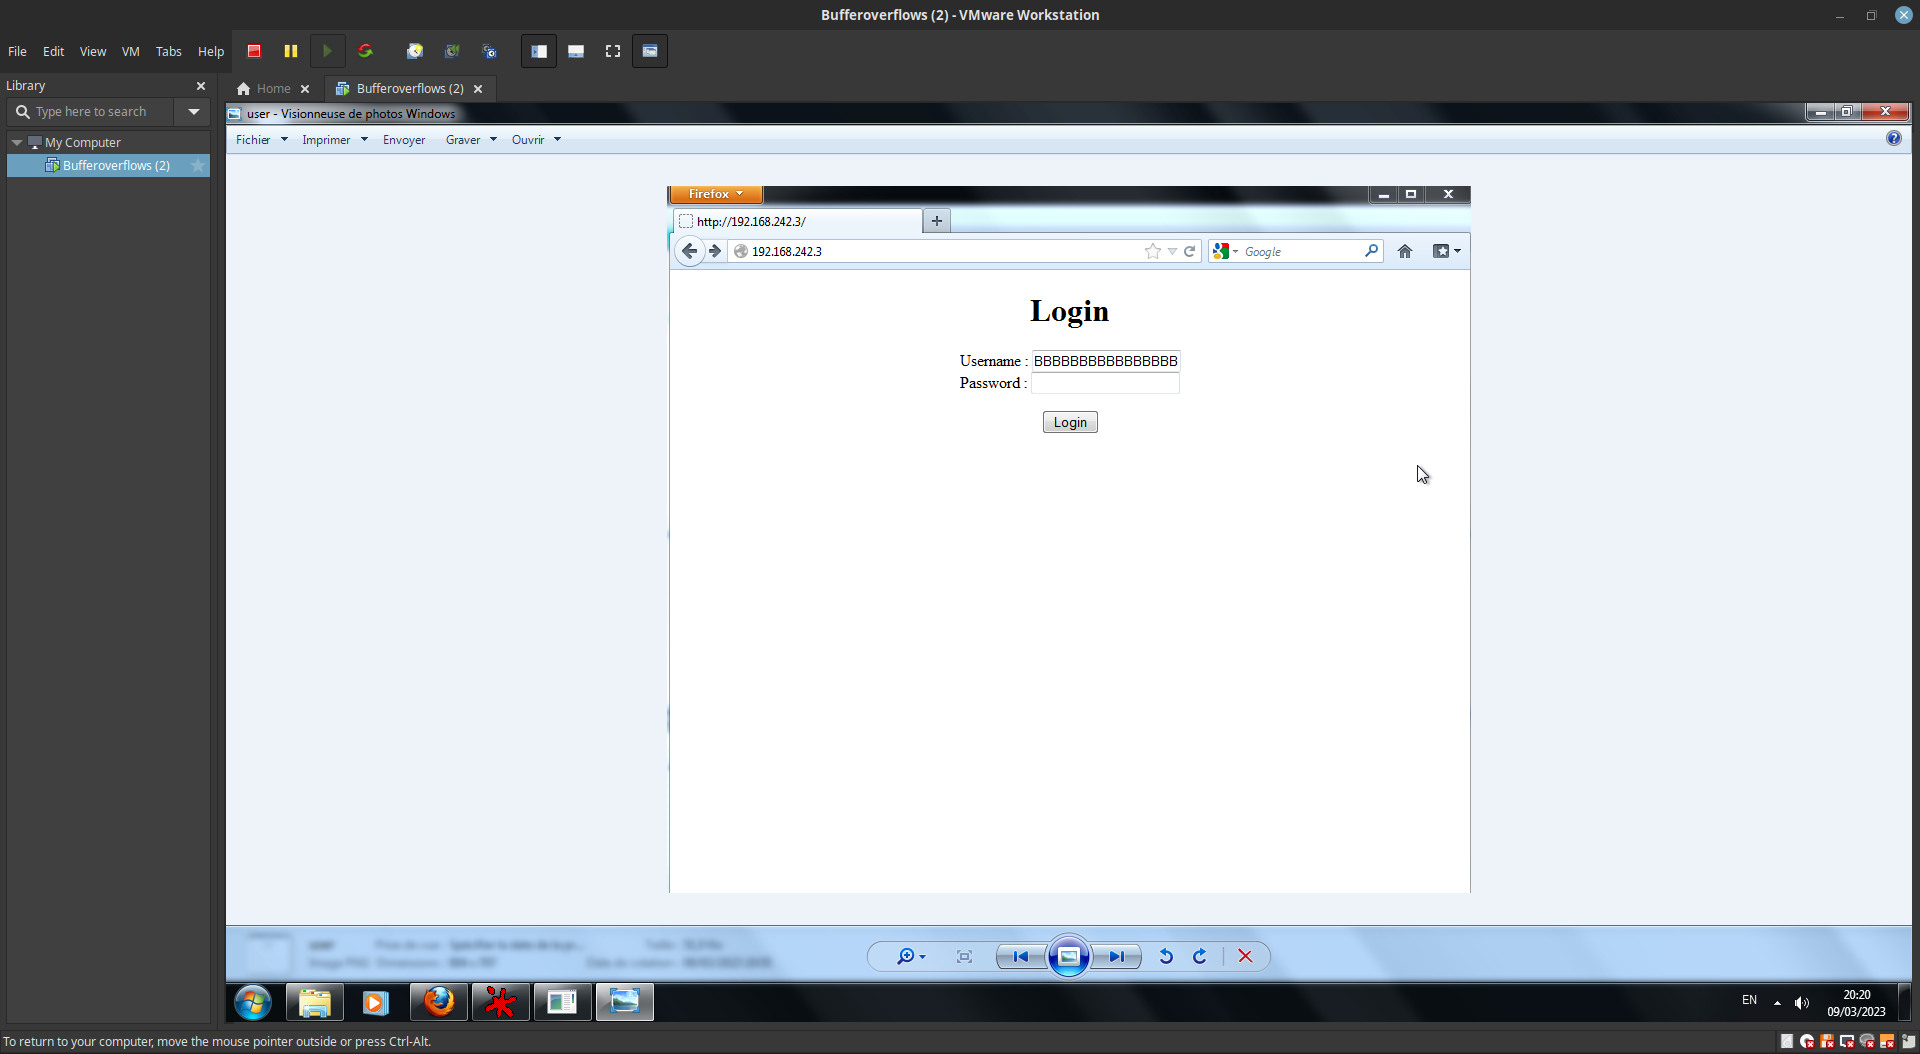 Bufferoverflows (2) - VMware Workstation
File Edit View VM Tabs Help
Library
Home
Bufferoverflows (2)
Type here to search
My Computer
Bufferoverflows (2)
user - Visionneuse de photos Windows
Fichier Imprimer Envoyer Graver Ouvrir
Firefox
http://192.168.242.3/
192.168.242.3
Google
Login
Username : BBBBBBBBBBBBBBBB
Password :
Login
EN
20:20
09/03/2023
To return to your computer, move the mouse pointer outside or press Ctrl-Alt.